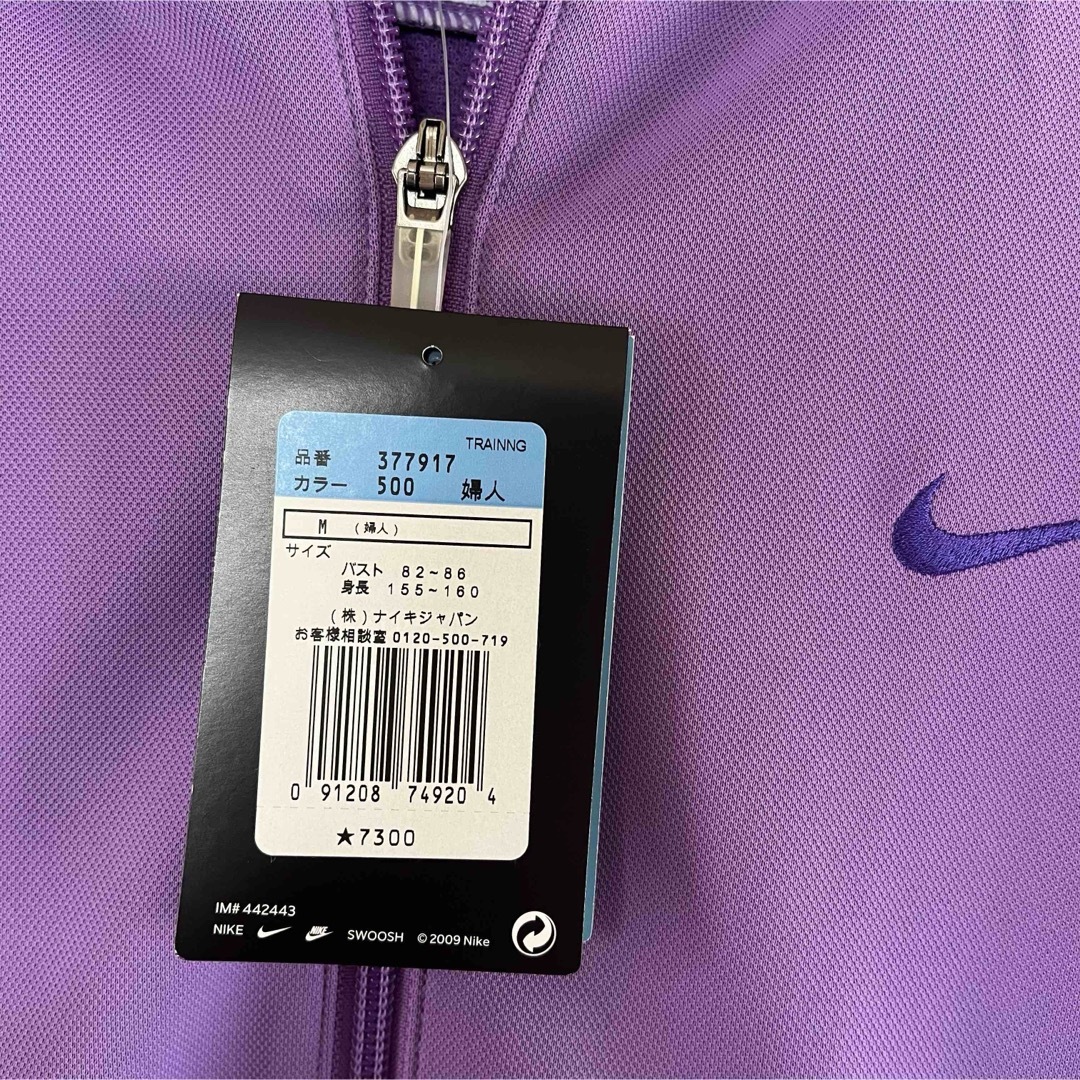 TRAINNG
品番 377917
カラー 500 婦人
M (婦人)
サイズ
バスト 82~86
身長 155~160
(株)ナイキジャパン
お客様相談室 0120-500-719
0 91208 74920 4
★7300
IM# 442443
NIKE NIKE SWOOSH © 2009 Nike